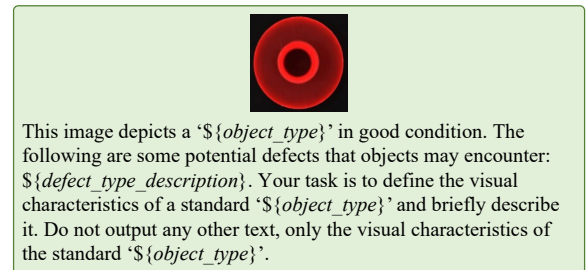 This image depicts a ‘${object_type}’ in good condition. The
following are some potential defects that objects may encounter:
${defect_type_description}. Your task is to define the visual
characteristics of a standard ‘${object_type}’ and briefly describe
it. Do not output any other text, only the visual characteristics of
the standard ‘${object_type}’.